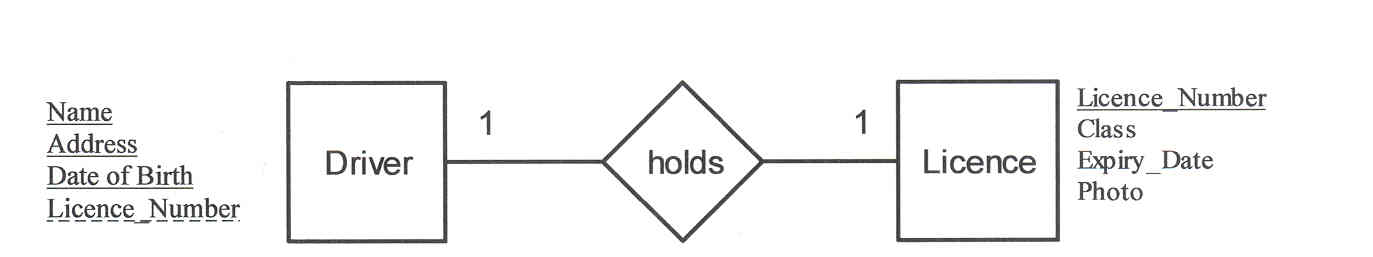 Name
Address
Date of Birth
Licence_Number
1
Driver
holds
1
Licence
Licence_Number
Class
Expiry_Date
Photo